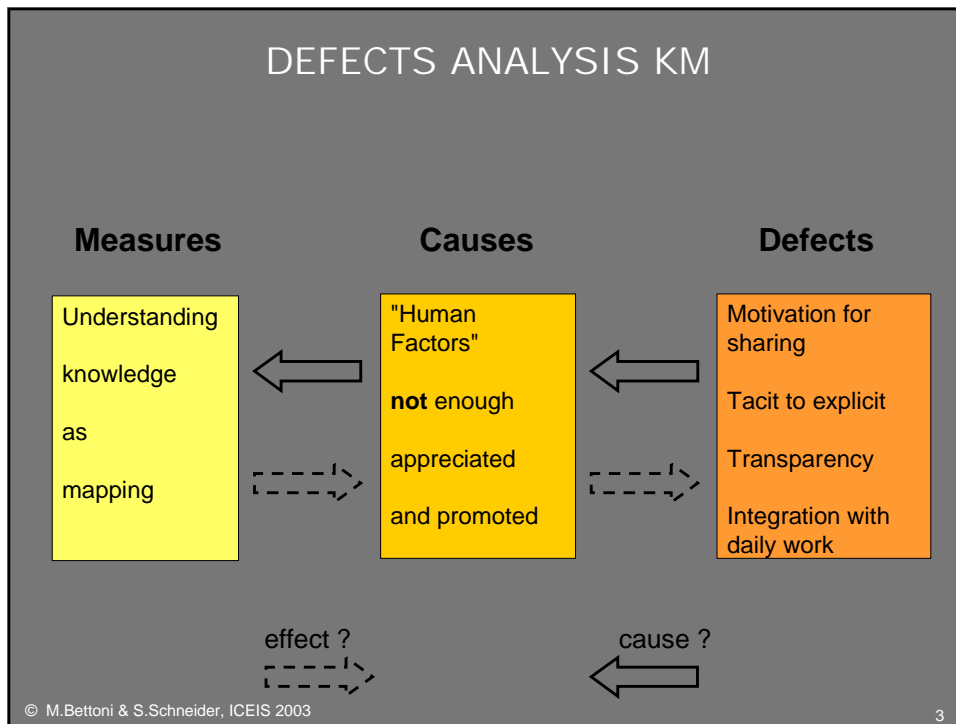 DEFECTS ANALYSIS KM
Measures
Causes
Defects
Understanding
knowledge
as
mapping
"Human
Factors"
not enough
appreciated
and promoted
Motivation for
sharing
Tacit to explicit
Transparency
Integration with
daily work
effect ?
cause ?
© M.Bettoni & S.Schneider, ICEIS 2003
3